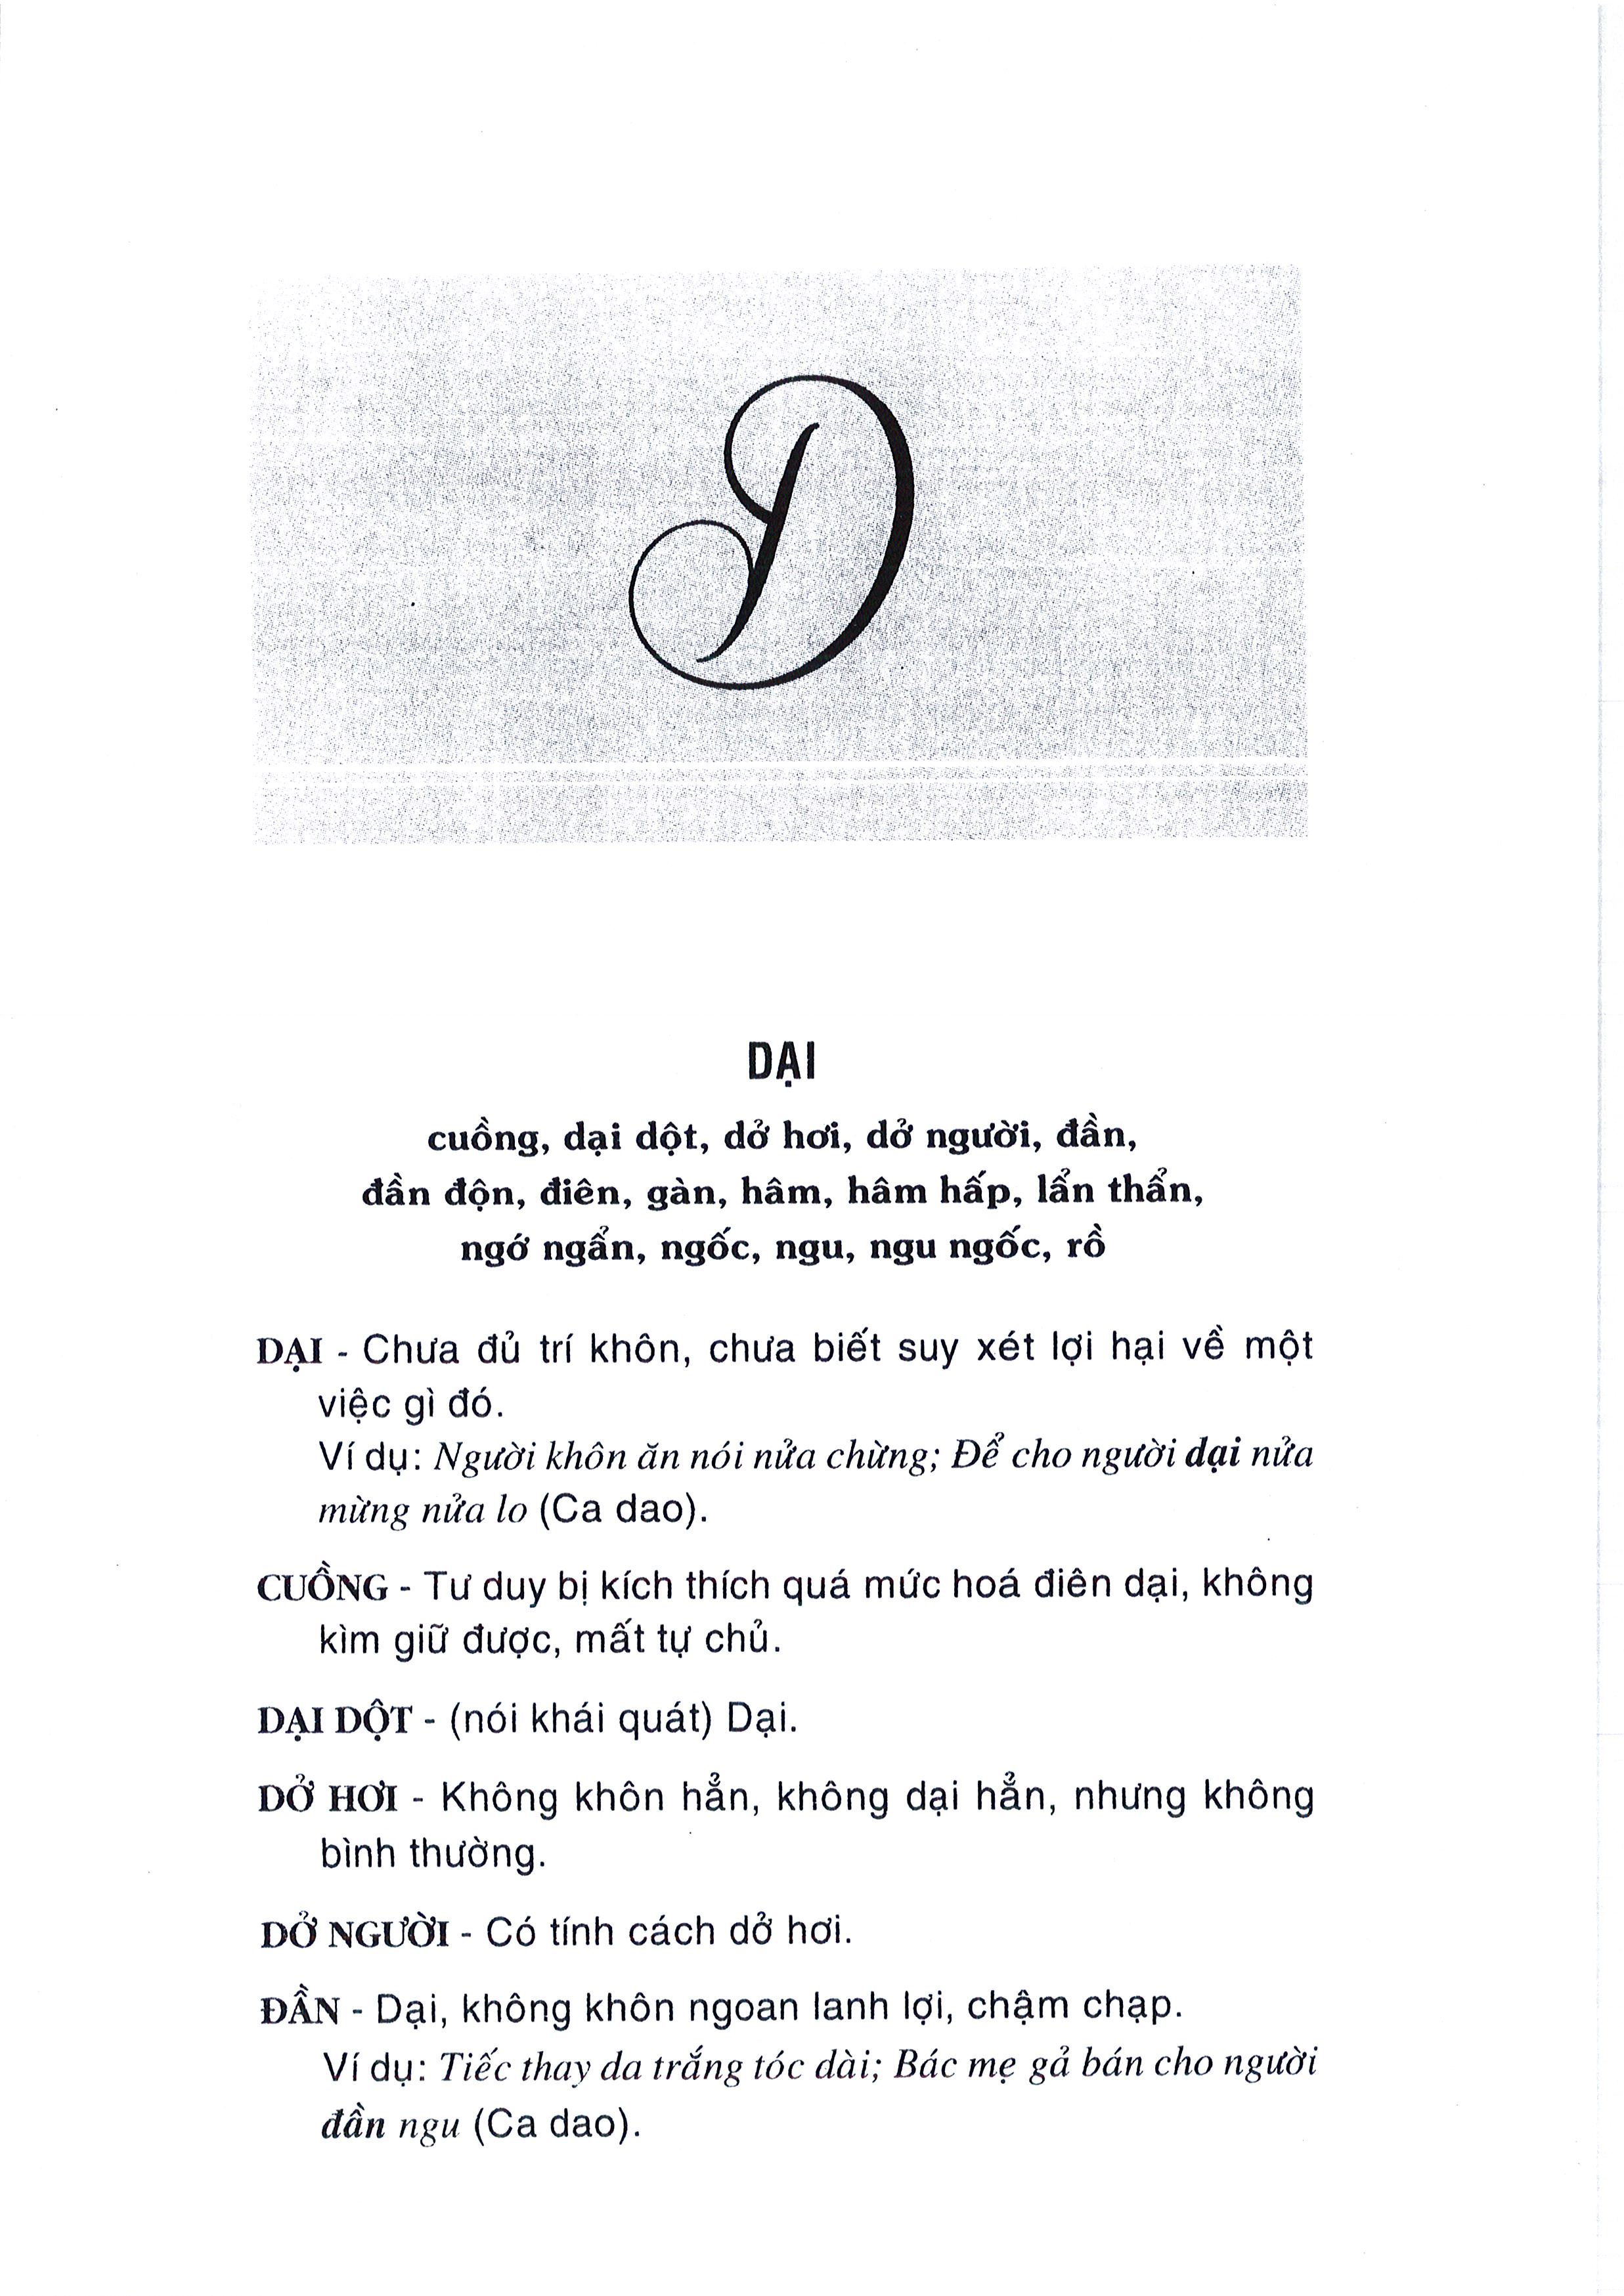 D
DẠI
cuồng, dại dột, dở hơi, dở người, đần,
đần độn, điên, gàn, hâm, hâm hấp, lẩn thẩn,
ngớ ngẩn, ngốc, ngu, ngu ngốc, rồ
DẠI - Chưa đủ trí khôn, chưa biết suy xét lợi hại về một
việc gì đó.
Ví dụ: Người khôn ăn nói nửa chừng; Để cho người dại nửa
mừng nửa lo (Ca dao).
CUỒNG - Tư duy bị kích thích quá mức hoá điên dại, không
kìm giữ được, mất tự chủ.
DẠI DỘT - (nói khái quát) Dại.
DỞ HƠI - Không khôn hẳn, không dại hẳn, nhưng không
bình thường.
DỞ NGƯỜI - Có tính cách dở hơi.
ĐẦN - Dại, không khôn ngoan lanh lợi, chậm chạp.
Ví dụ: Tiếc thay da trắng tóc dài; Bác mẹ gả bán cho người
đần ngu (Ca dao).